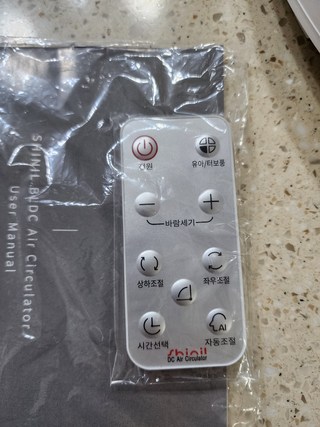 SHINIL BLDC Air Circulator
User Manual
전원
유아/터보풍
바람세기
상하조절
좌우조절
시간선택
AI
자동조절
Shinil
DC Air Circulator